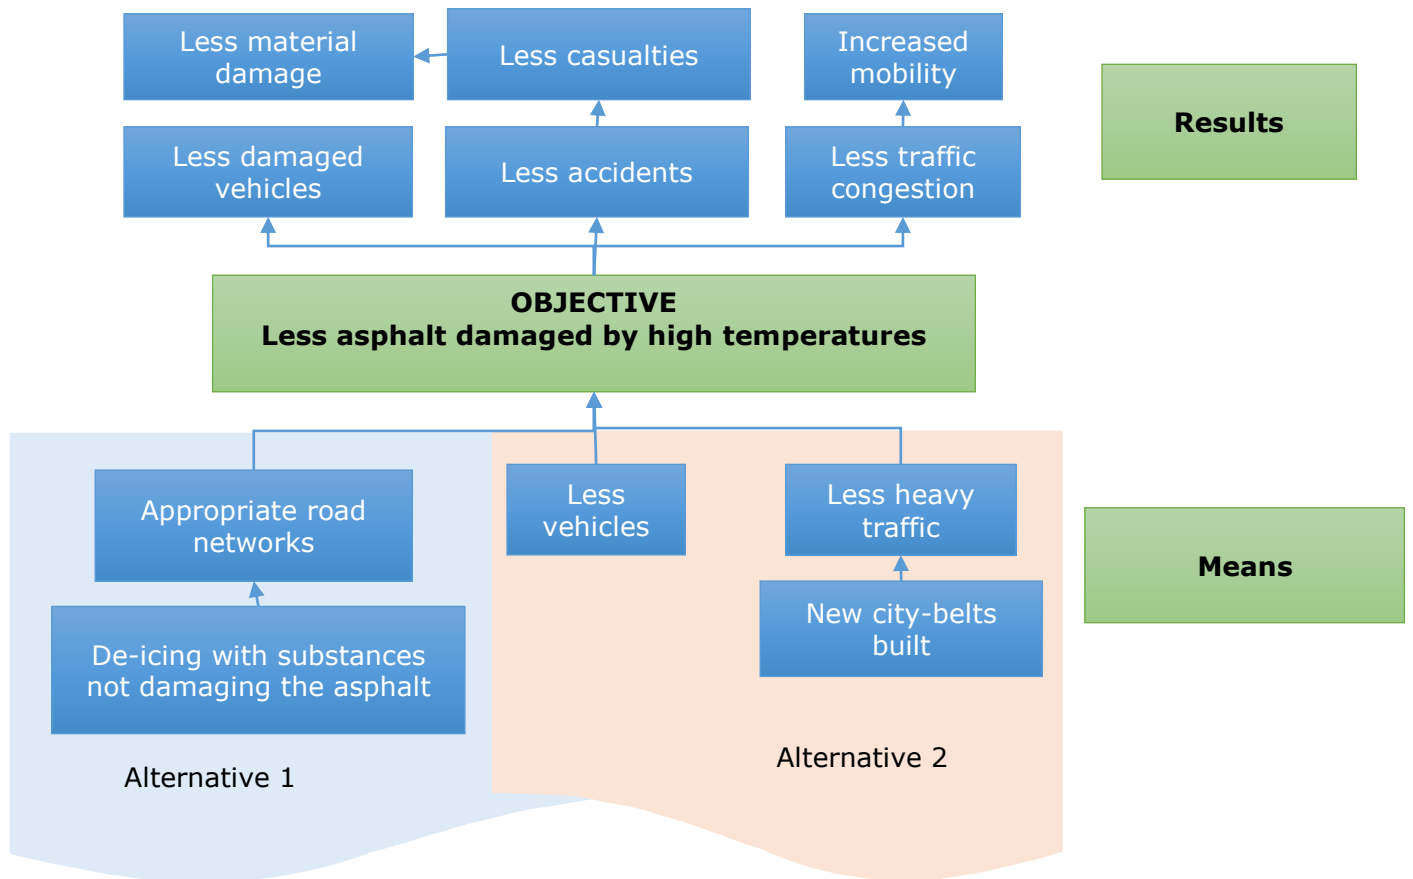 Less material
damage
Less casualties
Increased
mobility
Results
Less damaged
vehicles
Less accidents
Less traffic
congestion
OBJECTIVE
Less asphalt damaged by high temperatures
Appropriate road
networks
Less
vehicles
Less heavy
traffic
Means
De-icing with substances
not damaging the asphalt
New city-belts
built
Alternative 1
Alternative 2